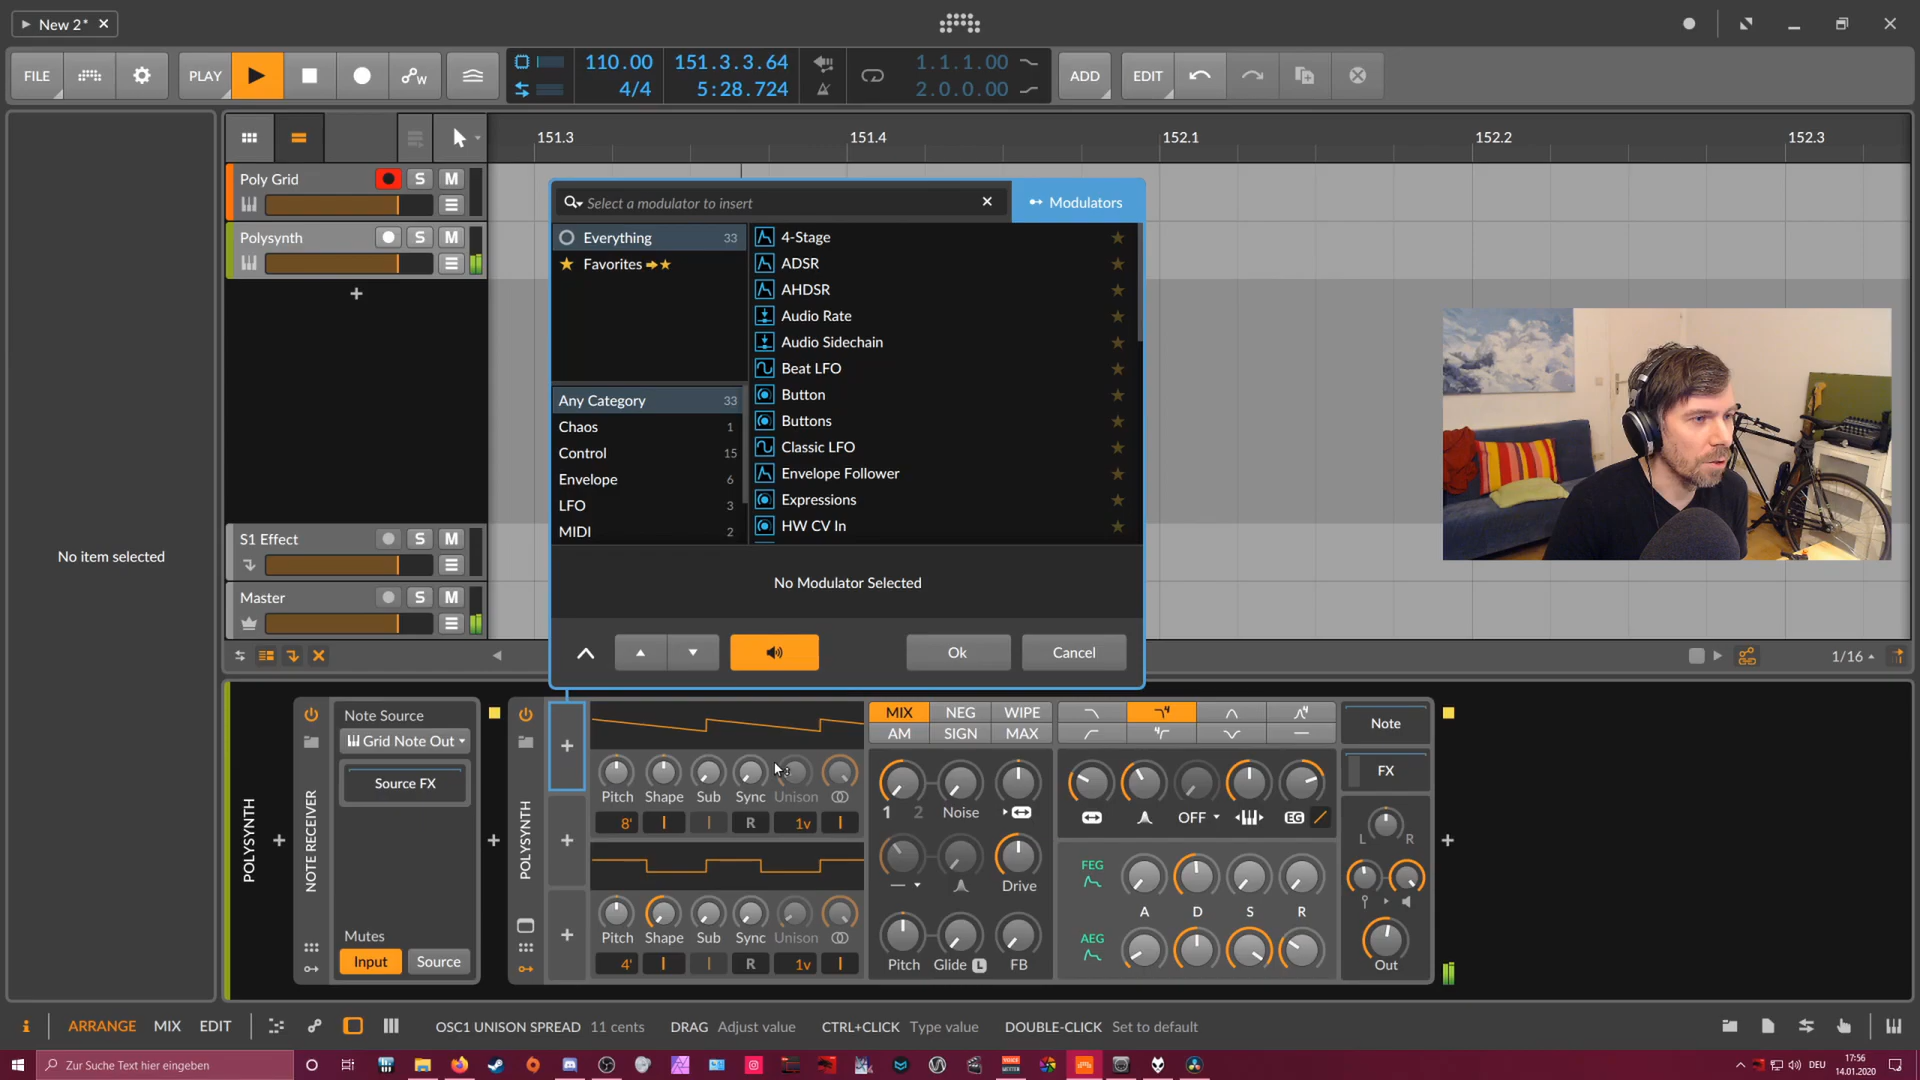 New 2*
FILE
PLAY
110.00
4/4
151.3.3.64
5:28.724
1.1.1.00
2.0.0.00
ADD
EDIT
151.3
151.4
152.1
152.2
152.3
Poly Grid
S
M
Polysynth
S
M
S1 Effect
S
M
Master
S
M
No item selected
Select a modulator to insert
Modulators
Everything 33
Favorites
Any Category 33
Chaos 1
Control 15
Envelope 6
LFO 3
MIDI 2
4-Stage
ADSR
AHDSR
Audio Rate
Audio Sidechain
Beat LFO
Button
Buttons
Classic LFO
Envelope Follower
Expressions
HW CV In
No Modulator Selected
Ok
Cancel
1/16
POLYSYNTH
NOTE RECEIVER
Note Source
Grid Note Out
Source FX
Mutes
Input
Source
POLYSYNTH
Pitch Shape Sub Sync Unison
8' R 1v
Pitch Shape Sub Sync Unison
4' R 1v
MIX NEG WIPE
AM SIGN MAX
1 2 Noise
Drive
Pitch Glide L FB
4
4
4
OFF
EG
FEG
A D S R
AEG
Note
FX
L R
Out
i
ARRANGE MIX EDIT
OSC1 UNISON SPREAD 11 cents DRAG Adjust value CTRL+CLICK Type value DOUBLE-CLICK Set to default
Zur Suche Text hier eingeben
DEU
17:56
14.01.2020